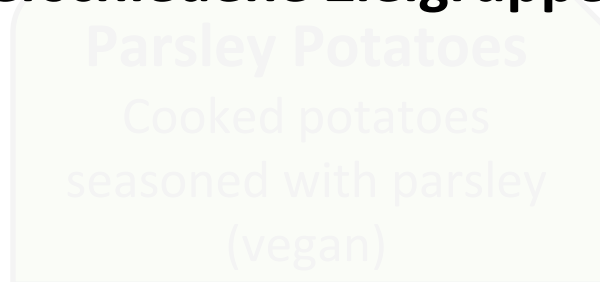 Parsley Potatoes
Cooked potatoes
seasoned with parsley
(vegan)